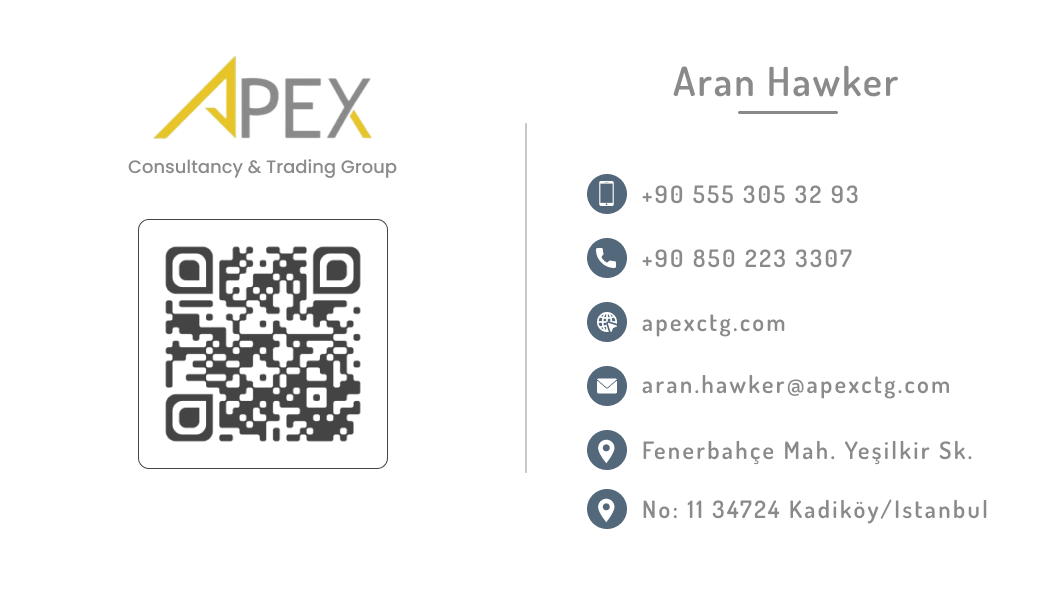 APEX
Consultancy & Trading Group
Aran Hawker
+90 555 305 32 93
+90 850 223 3307
apexctg.com
aran.hawker@apexctg.com
Fenerbahçe Mah. Yeşilkir Sk.
No: 11 34724 Kadiköy/Istanbul